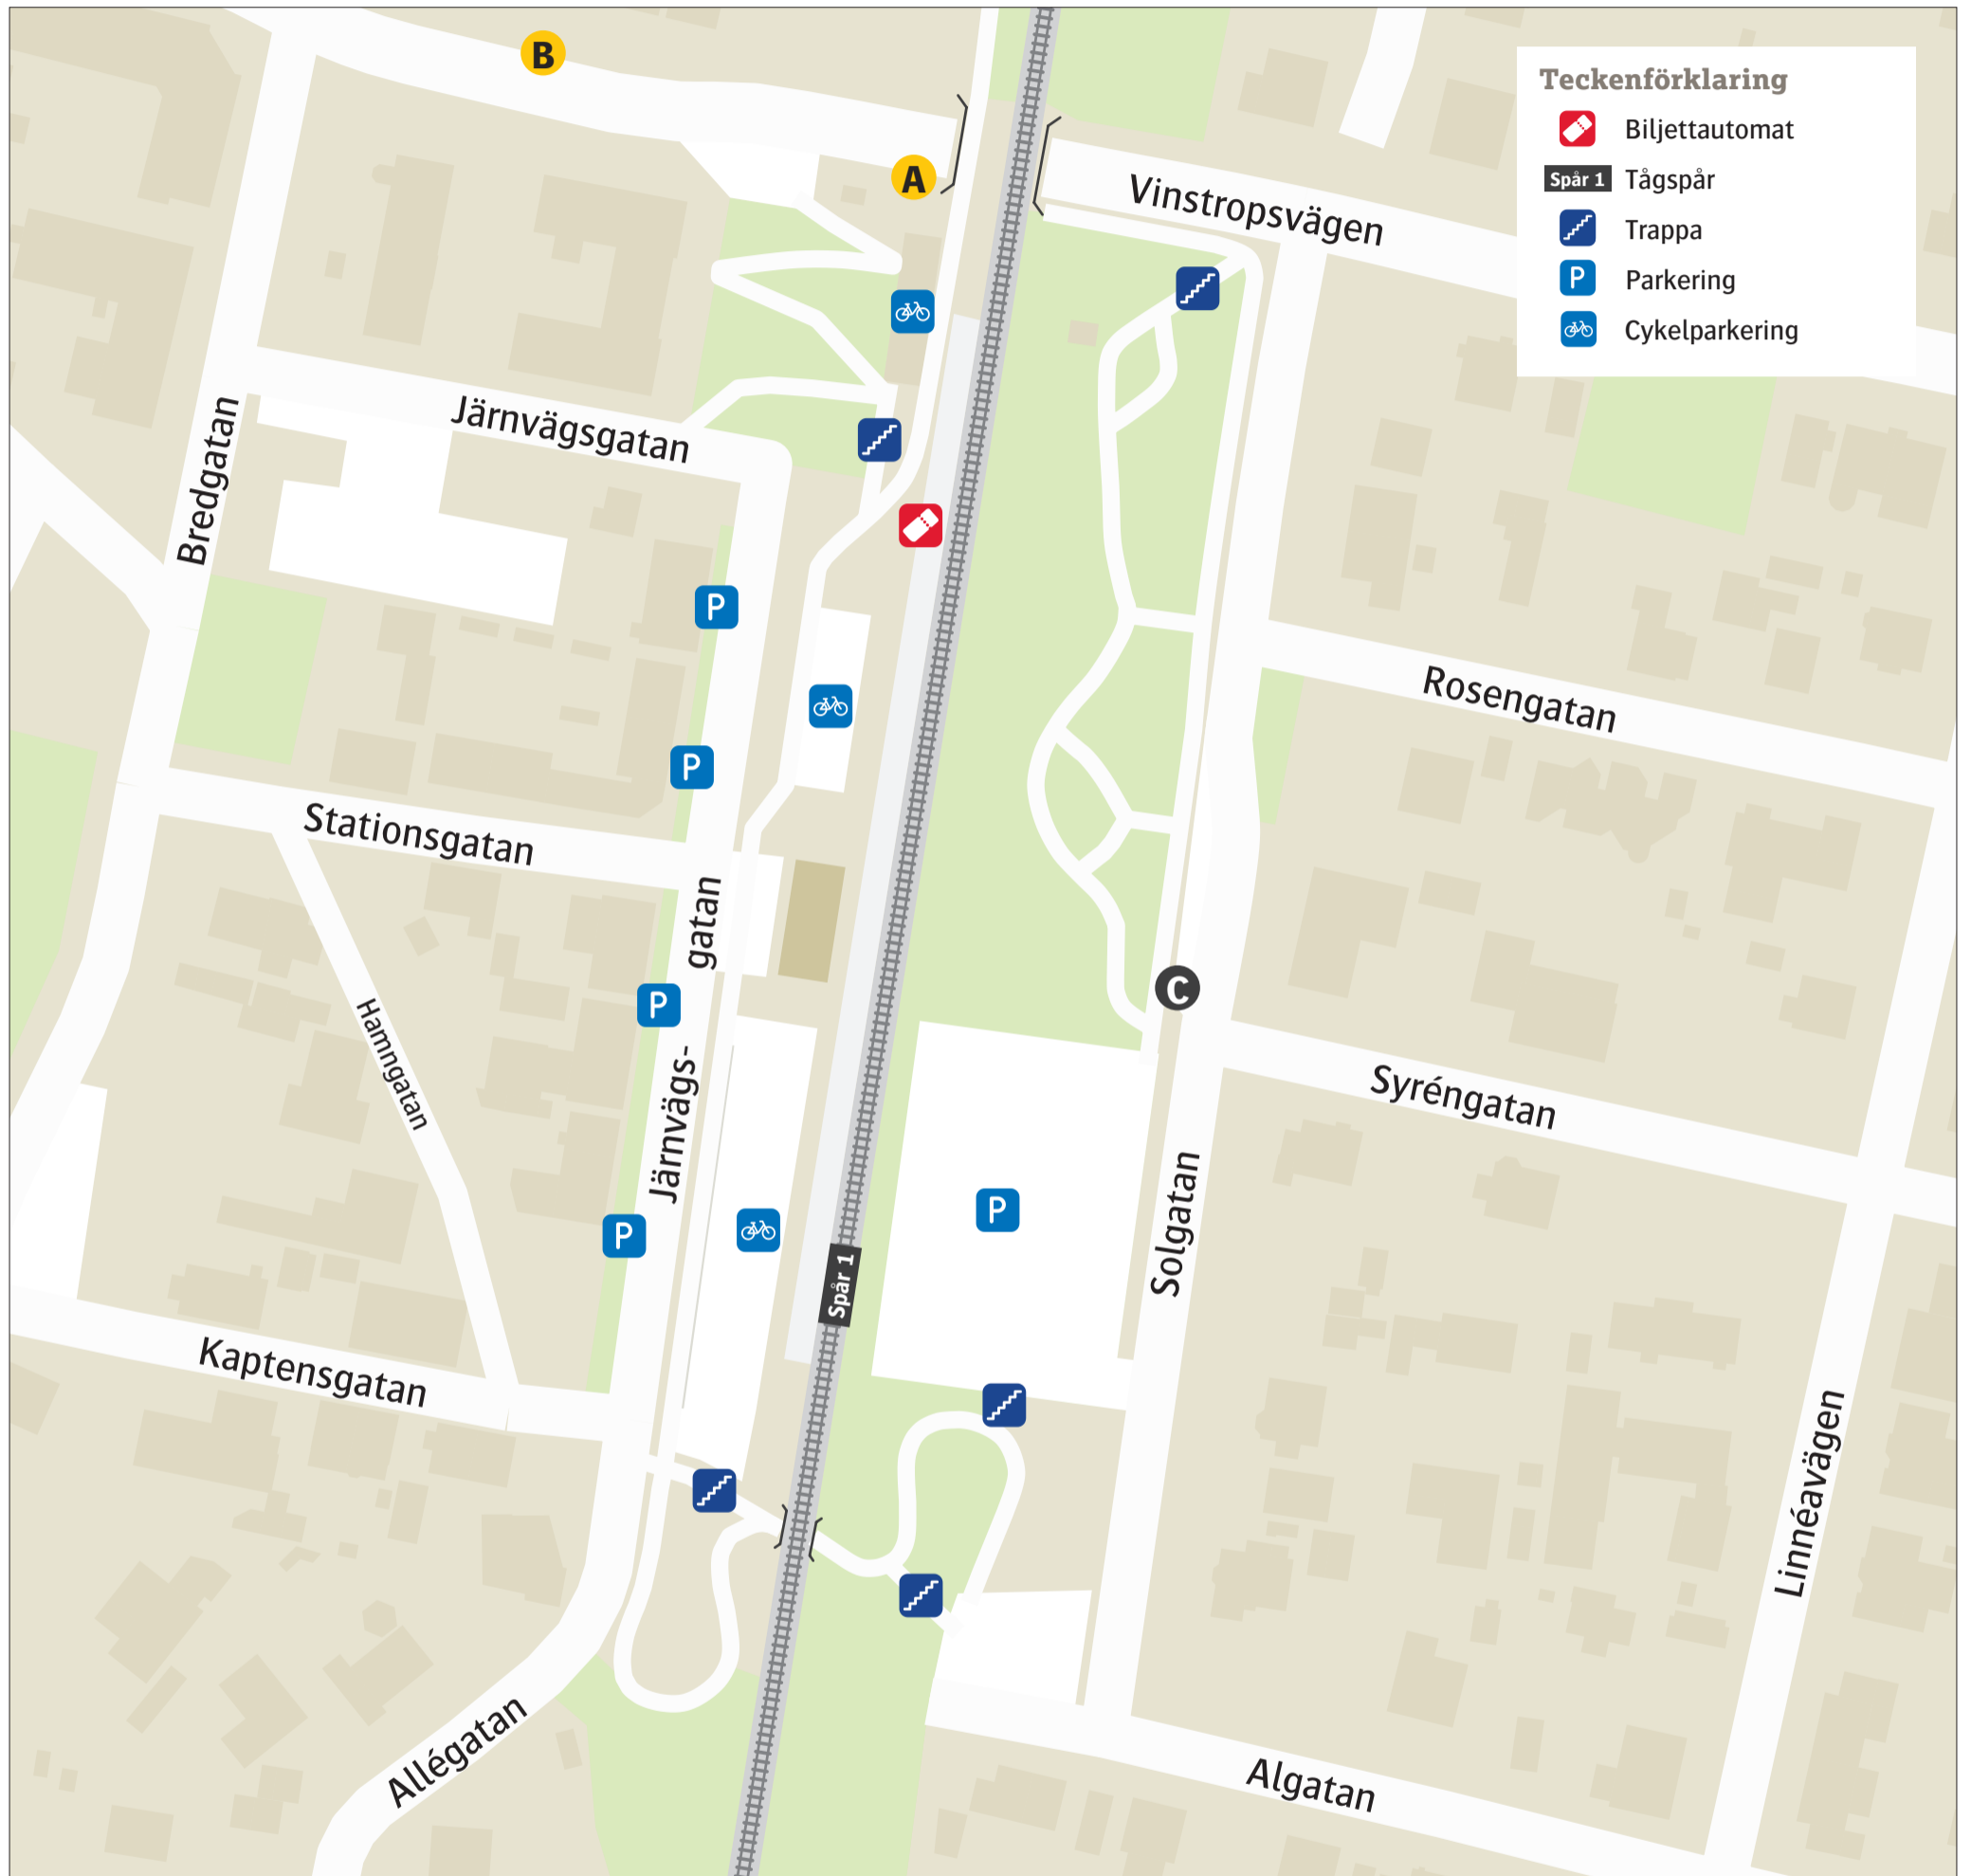 B
A
Vinstropsvägen
Teckenförklaring
Biljettautomat
Spår 1 Tågspår
Trappa
P Parkering
Cykelparkering
Bredgatan
Järnvägsgatan
P
P
Rosengatan
Stationsgatan
Järnvägs-
gatan
P
C
Hamngatan
Syréngatan
P
P
Spår 1
Solgatan
Kaptensgatan
Linnéavägen
Allégatan
Algatan